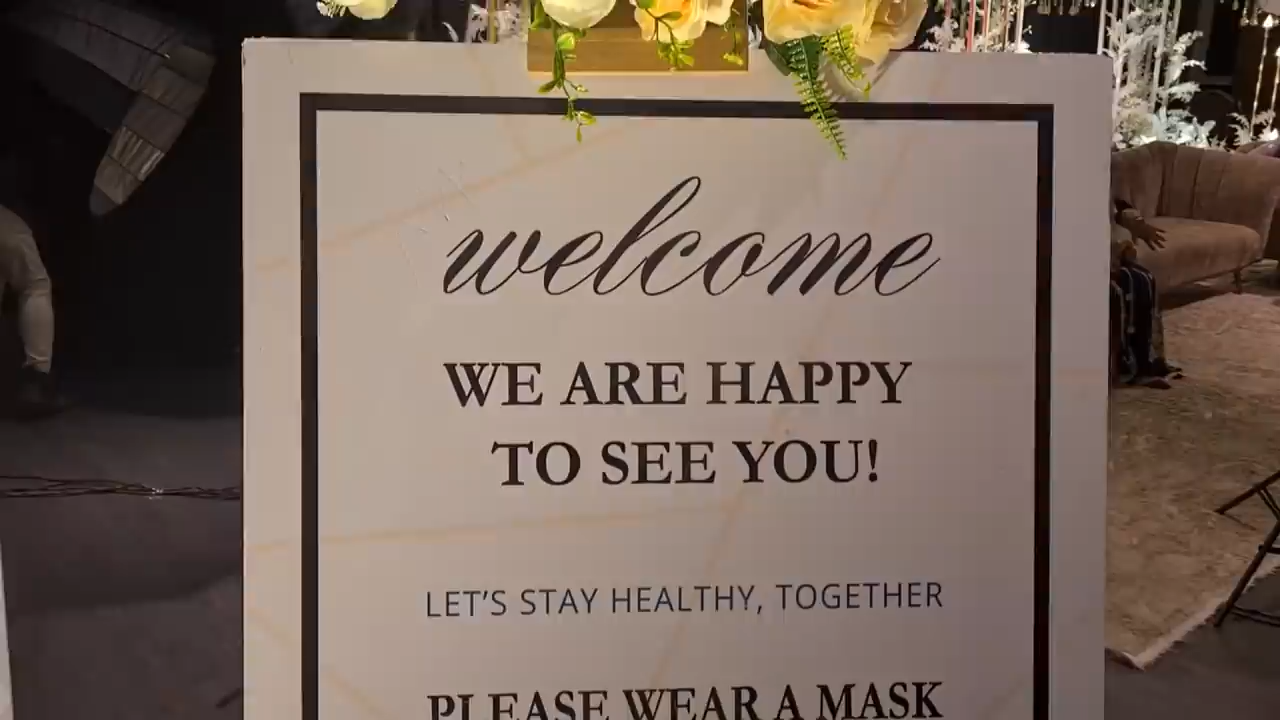 welcome
WE ARE HAPPY
TO SEE YOU!
LET'S STAY HEALTHY, TOGETHER
PLEASE WEAR A MASK